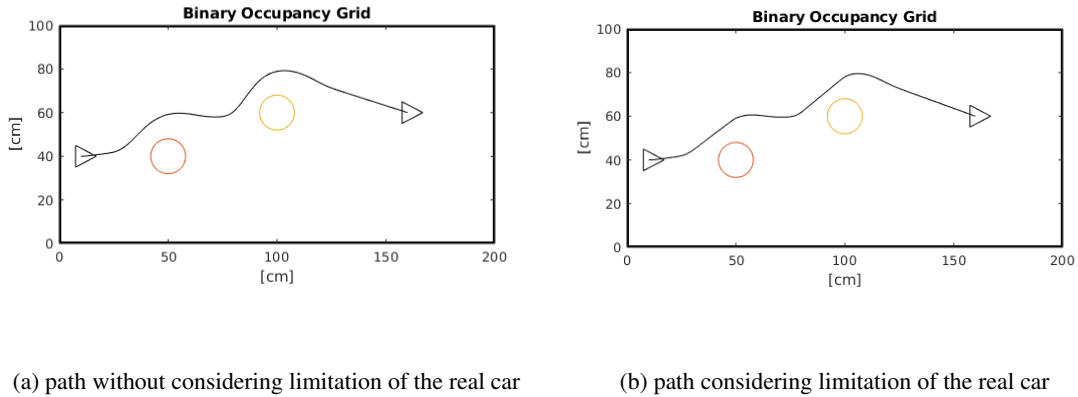 Binary Occupancy Grid
100
80
60
40
20
0
[cm]
0 50 100 150 200
[cm]
(a) path without considering limitation of the real car
Binary Occupancy Grid
100
80
60
40
20
0
[cm]
0 50 100 150 200
[cm]
(b) path considering limitation of the real car